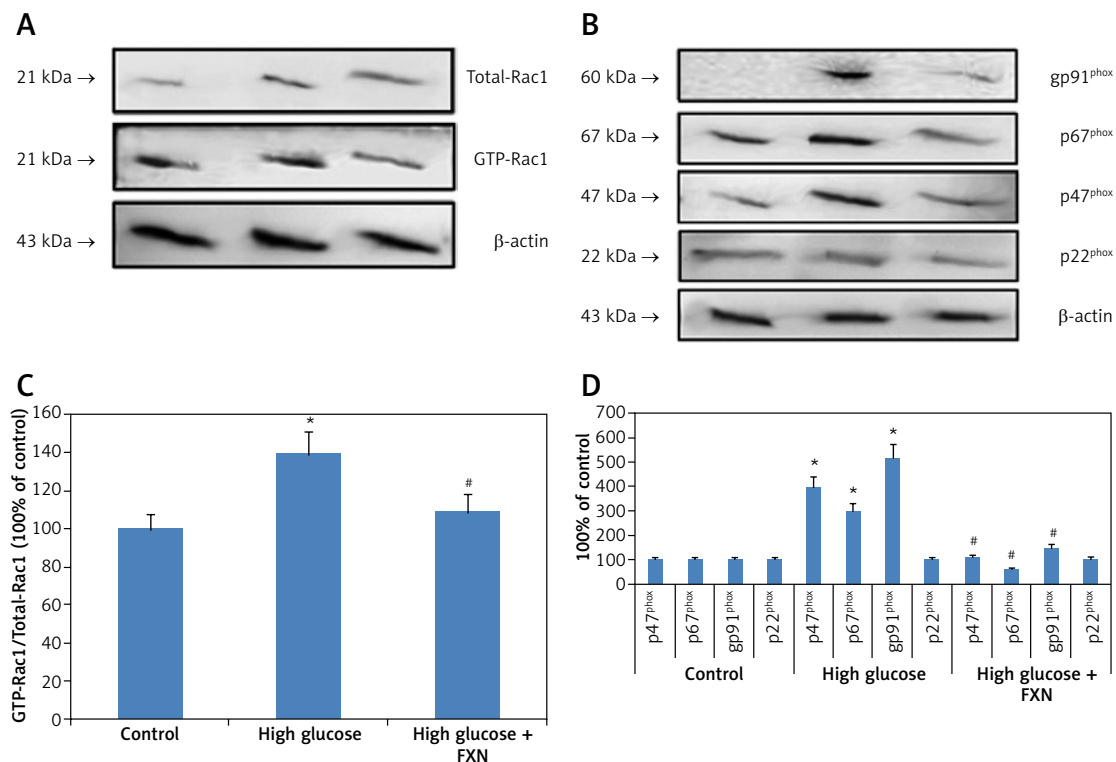 A
21 kDa → Total-Rac1
21 kDa → GTP-Rac1
43 kDa → β-actin
B
60 kDa → gp91phox
67 kDa → p67phox
47 kDa → p47phox
22 kDa → p22phox
43 kDa → β-actin
C
GTP-Rac1/Total-Rac1 (100% of control)
160
140
120
100
80
60
40
20
0
*
#
Control High glucose High glucose +
FXN
D
100% of control
700
600
500
400
300
200
100
0
* * *
# # #
p47phox p67phox gp91phox p22phox p47phox p67phox gp91phox p22phox p47phox p67phox gp91phox p22phox
Control High glucose High glucose +
FXN